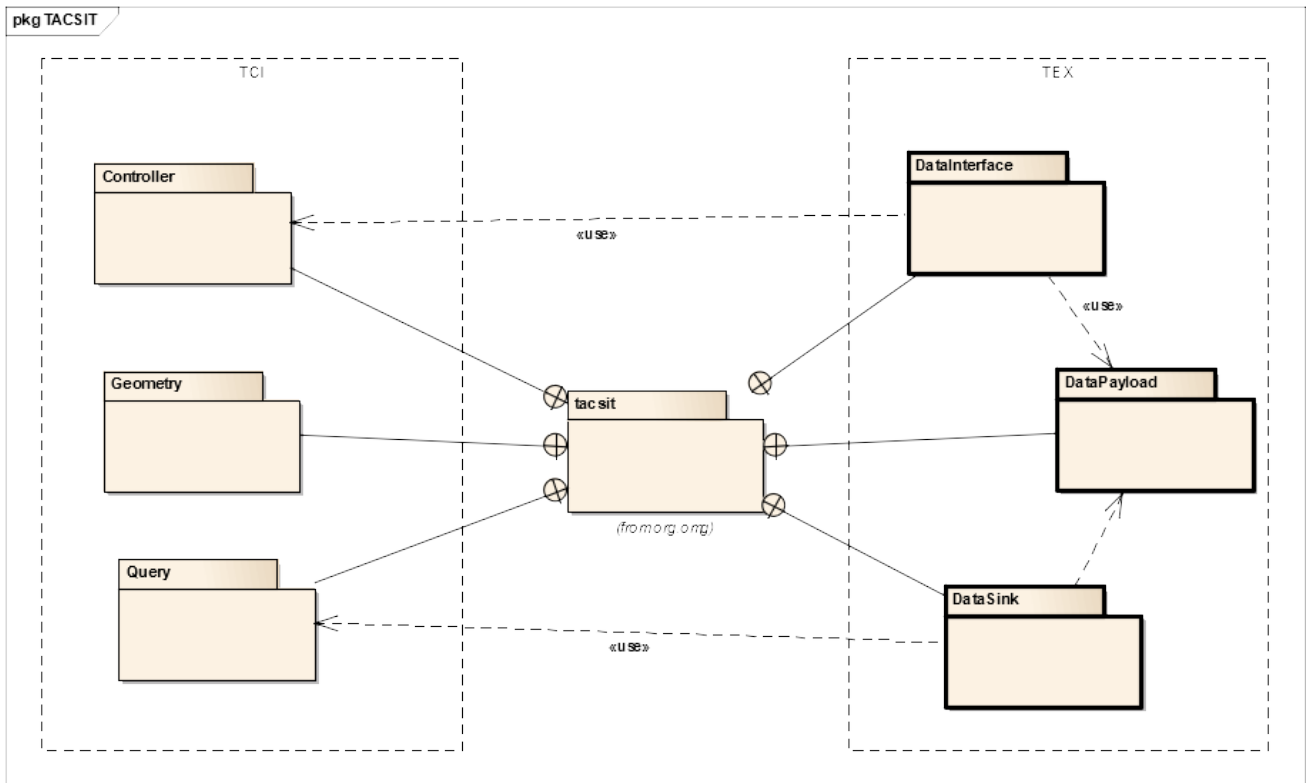 pkg TACSIT
TCI
TEX
Controller
DataInterface
«use»
«use»
Geometry
DataPayload
tacsit
(from org.omg)
Query
DataSink
«use»